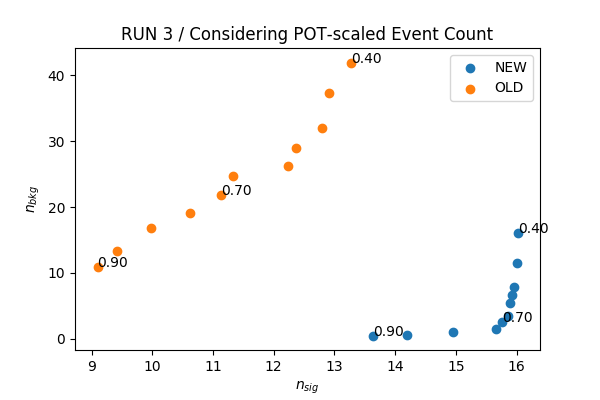 RUN 3 / Considering POT-scaled Event Count
NEW
OLD
0.40
0.70
0.90
0.40
0.70
0.90
40
30
20
10
0
n_bkg
9 10 11 12 13 14 15 16
n_sig